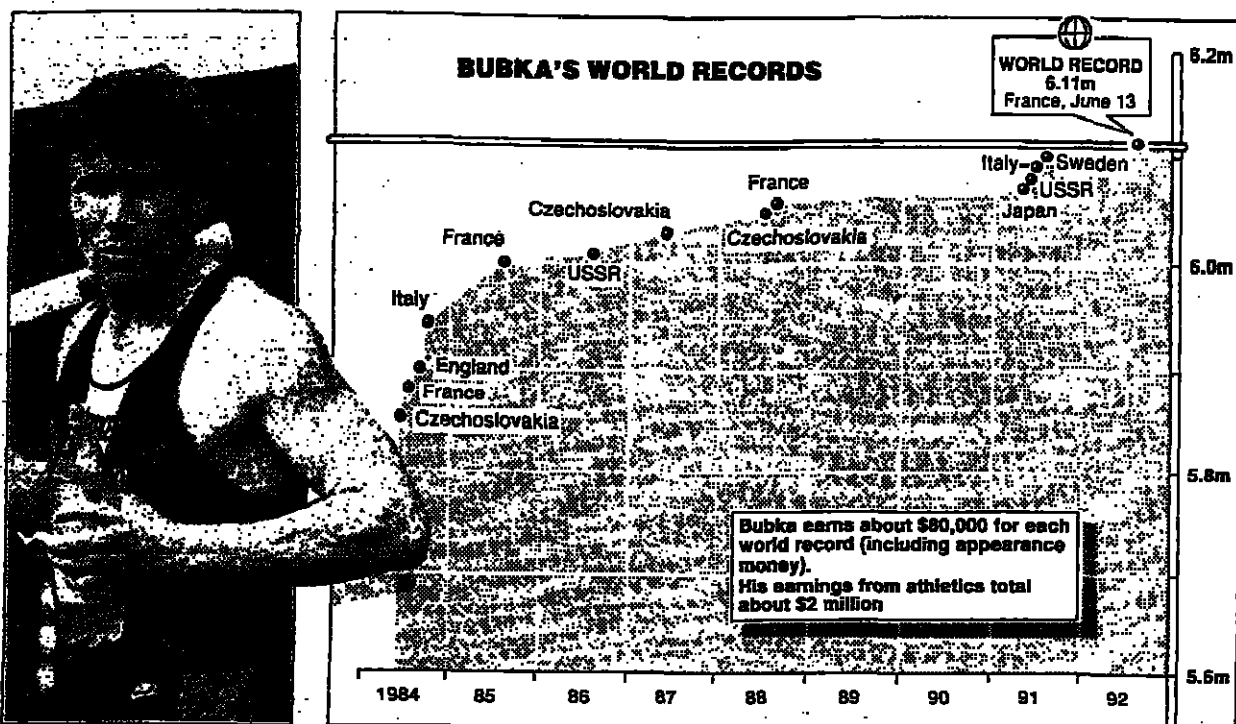 BUBKA'S WORLD RECORDS
WORLD RECORD
6.11m
France, June 13
6.2m
Italy
Sweden
USSR
Japan
France
Czechoslovakia
Czechoslovakia
France
USSR
6.0m
Italy
England
France
Czechoslovakia
5.8m
Bubka earns about $80,000 for each
world record (including appearance
money).
His earnings from athletics total
about $2 million
5.6m
1984 85 86 87 88 89 90 91 92